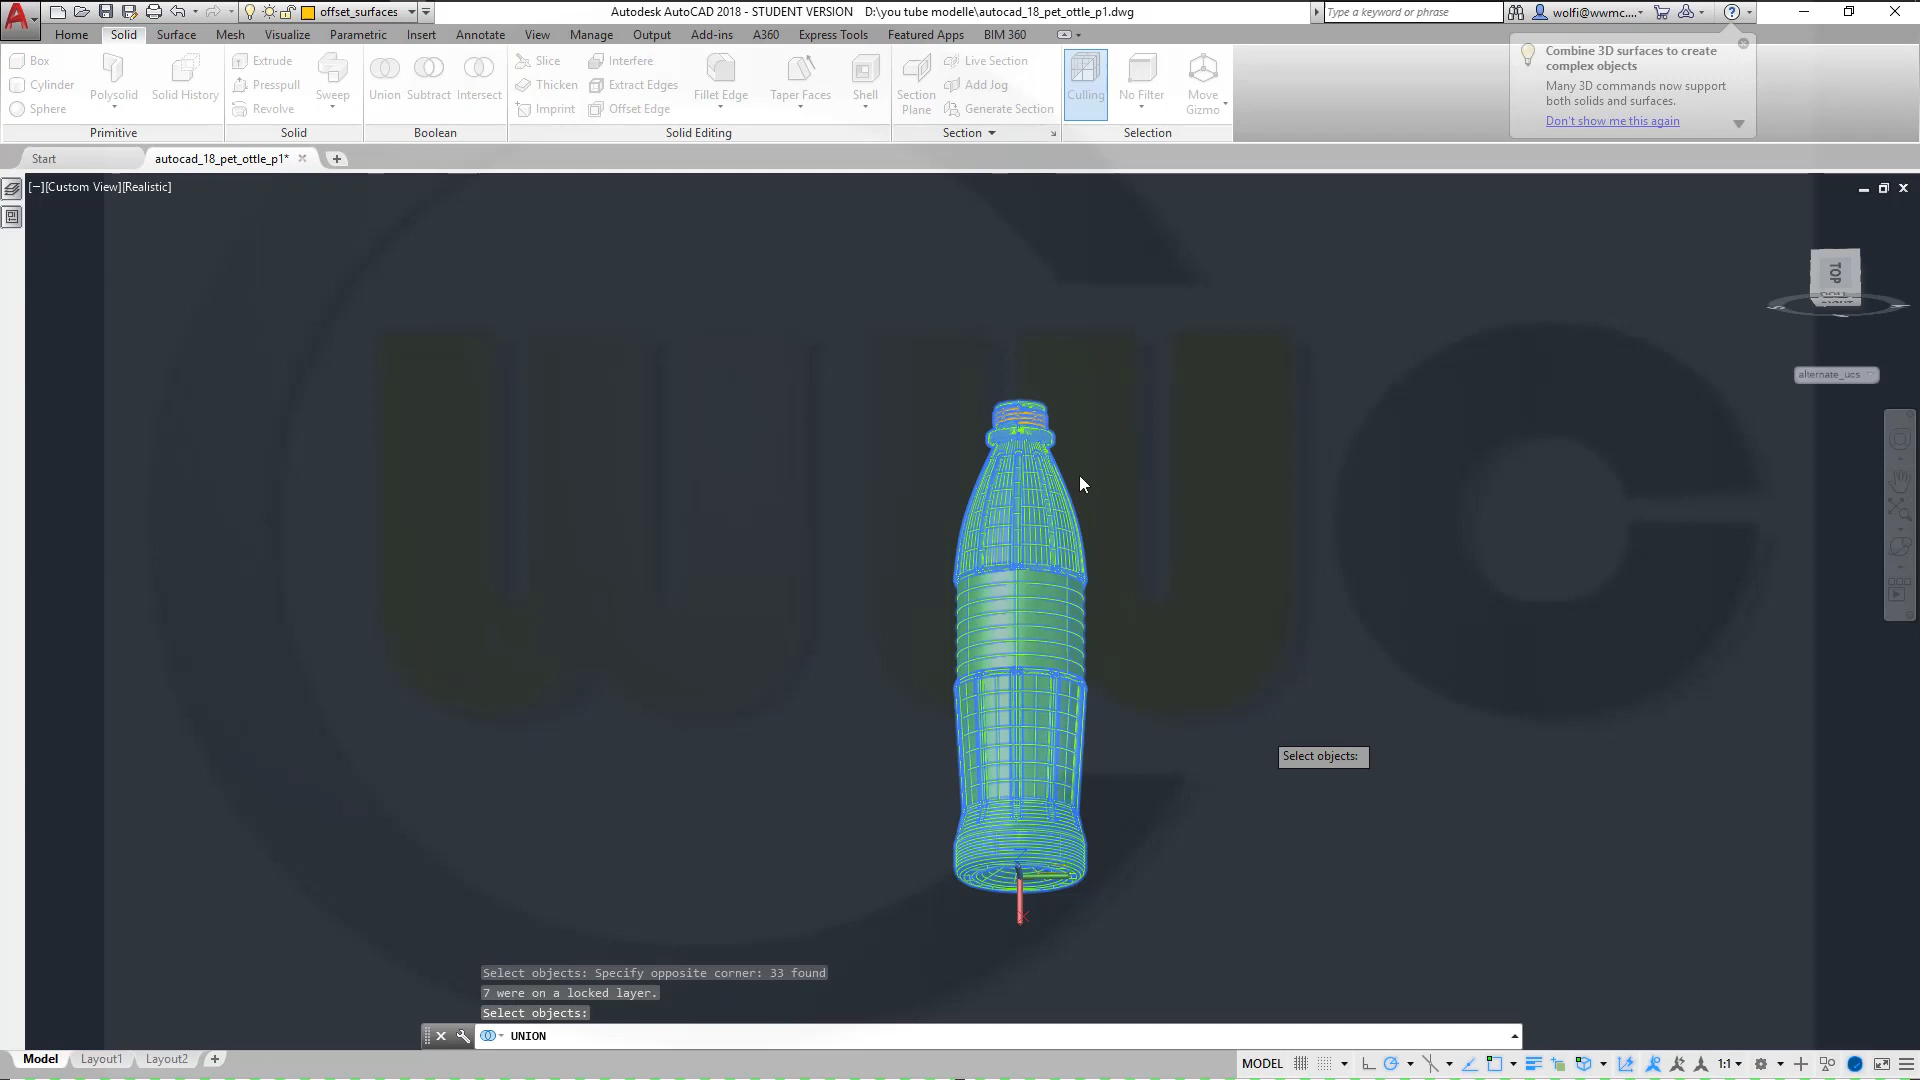 offset_surfaces
Autodesk AutoCAD 2018 - STUDENT VERSION D:\you tube modelle\autocad_18_pet_ottle_p1.dwg
Type a keyword or phrase
wolfi@wwmc....
Home Solid Surface Mesh Visualize Parametric Insert Annotate View Manage Output Add-ins A360 Express Tools Featured Apps BIM 360
Box
Cylinder
Sphere
Polysolid
Solid History
Primitive
Extrude
Presspull
Revolve
Sweep
Solid
Union
Subtract
Intersect
Boolean
Slice
Thicken
Imprint
Interfere
Extract Edges
Offset Edge
Fillet Edge
Taper Faces
Shell
Solid Editing
Section
Plane
Live Section
Add Jog
Generate Section
Section
Culling
No Filter
Move
Gizmo
Selection
Combine 3D surfaces to create
complex objects
Many 3D commands now support
both solids and surfaces.
Don't show me this again
Start
autocad_18_pet_ottle_p1*
[−][Custom View][Realistic]
TOP
alternate_ucs
wwc
Select objects:
Z
X
Select objects: Specify opposite corner: 33 found
7 were on a locked layer.
Select objects:
UNION
Model Layout1 Layout2
MODEL
1:1